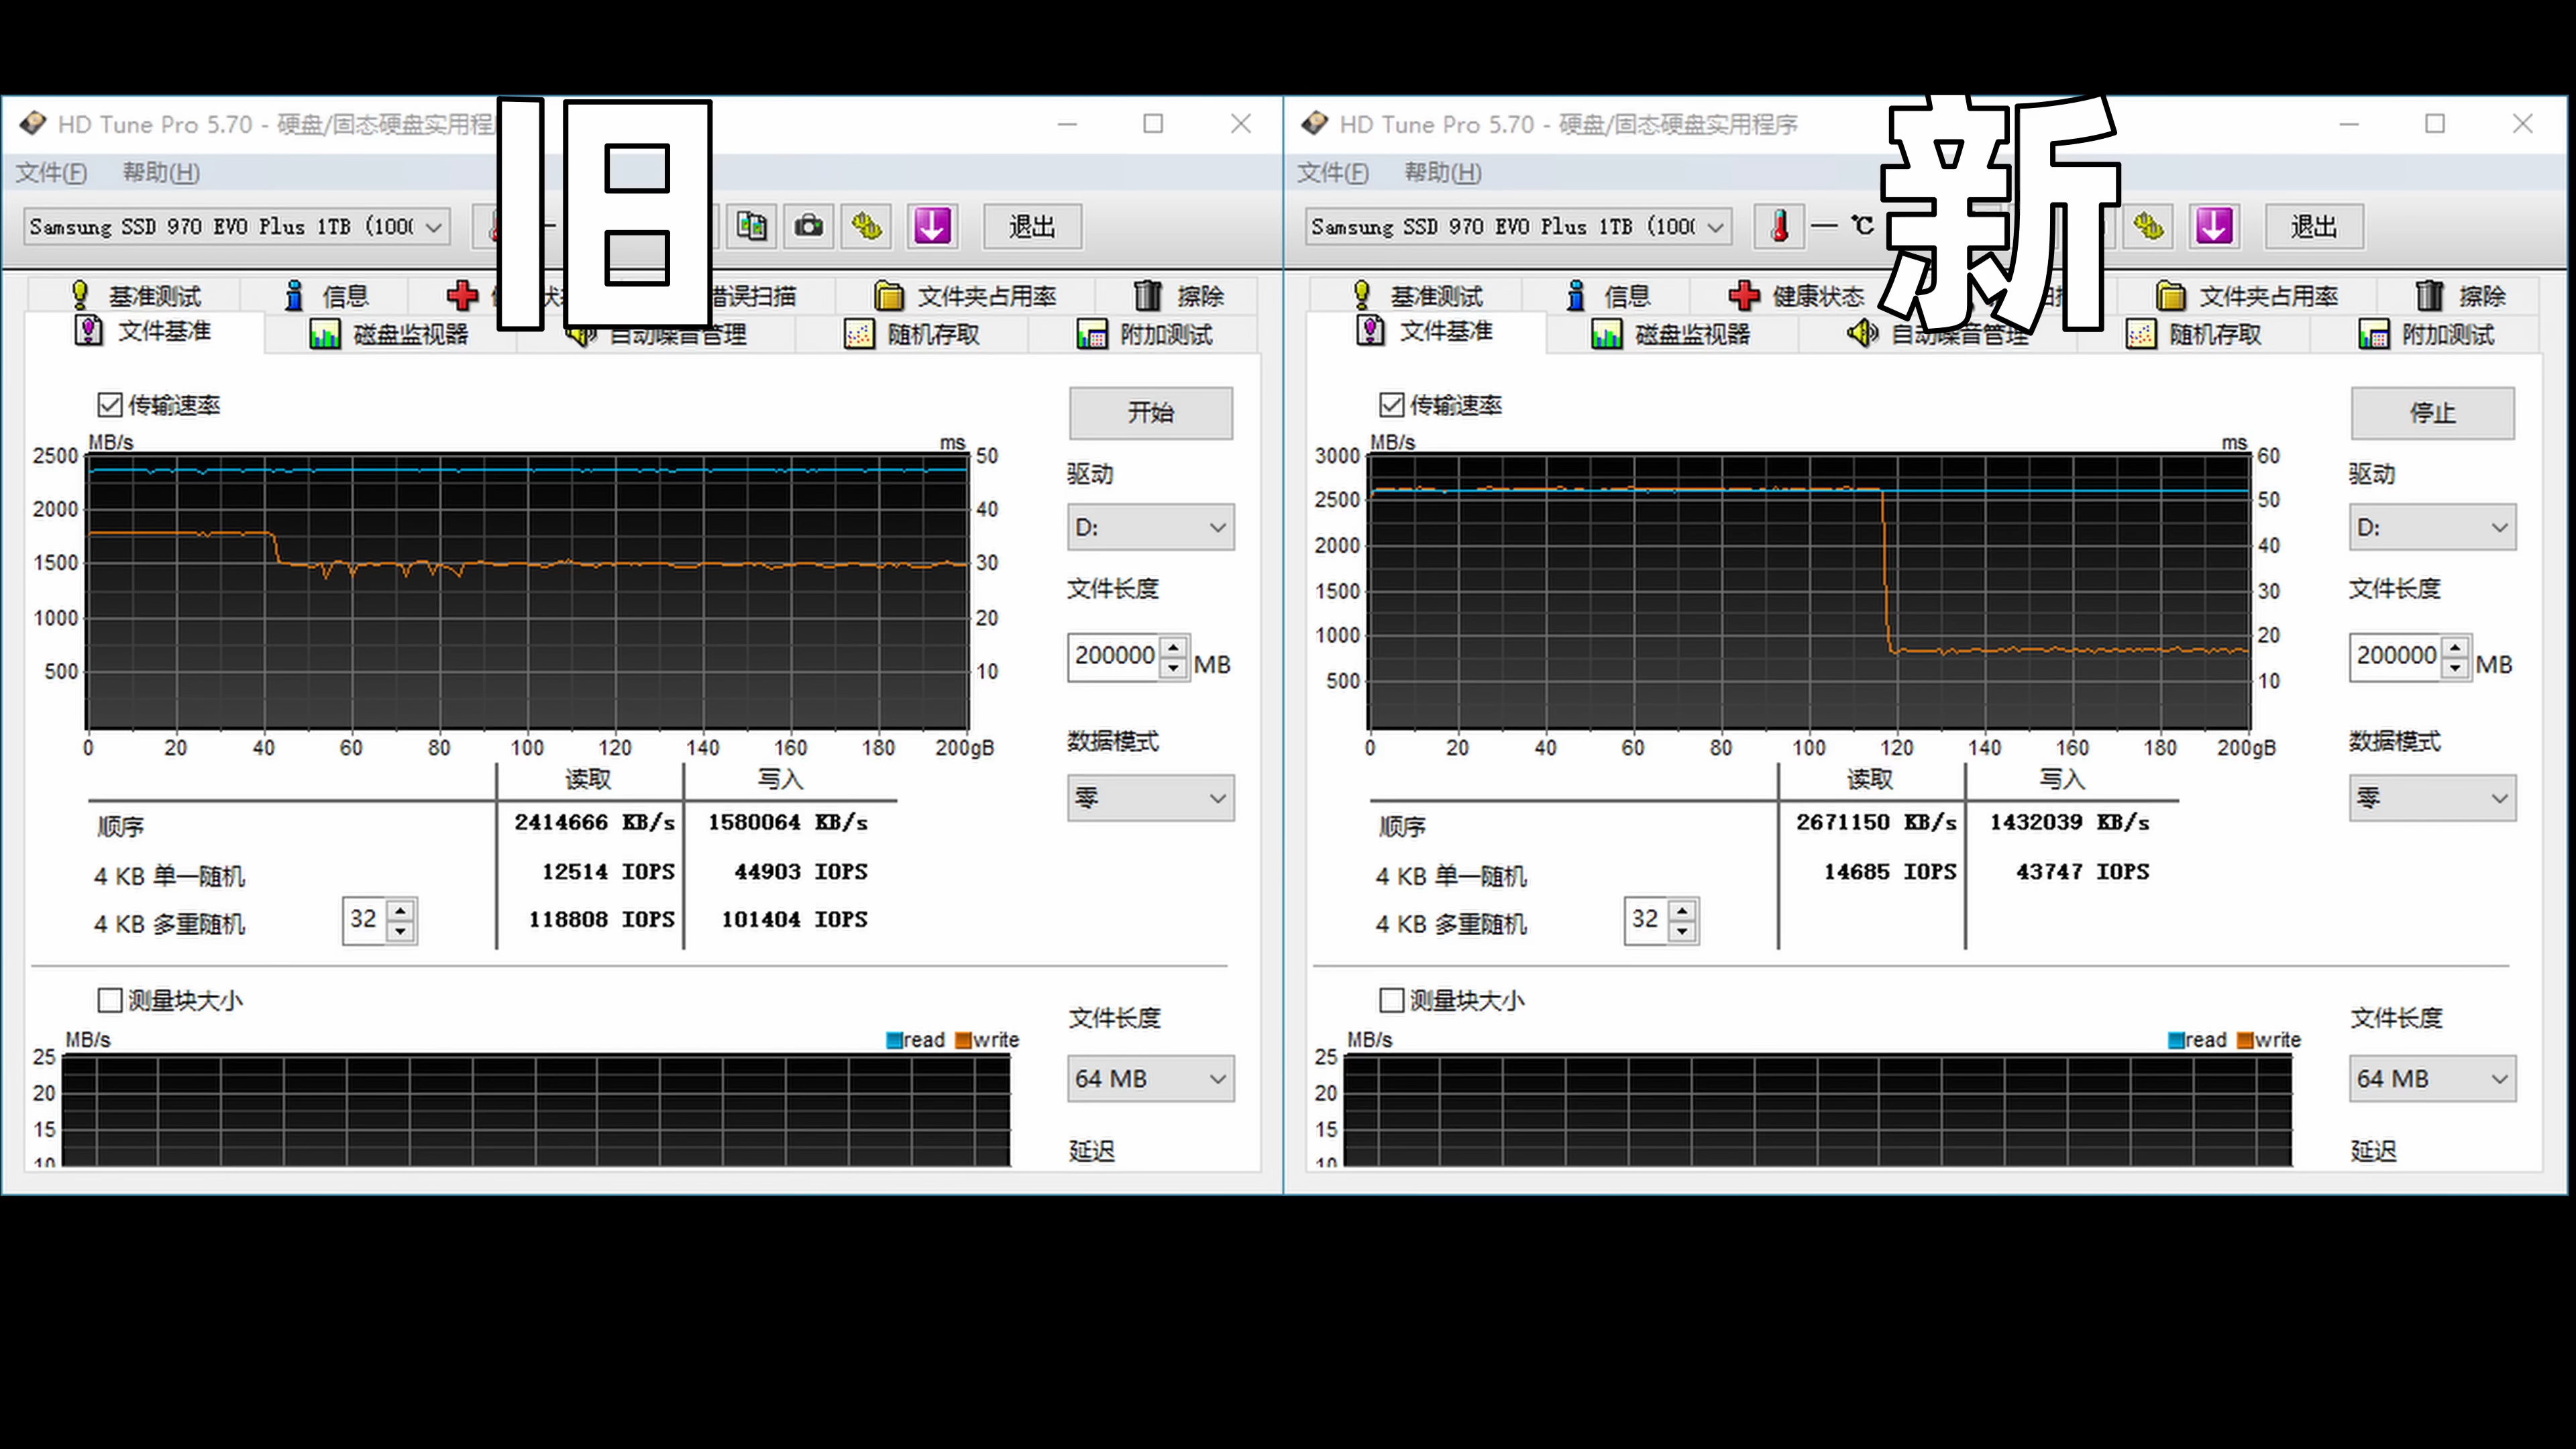 旧
新
HD Tune Pro 5.70 - 硬盘/固态硬盘实用程
文件(F) 帮助(H)
Samsung SSD 970 EVO Plus 1TB (100(
退出
基准测试 信息 错误扫描 文件夹占用率 擦除
文件基准 磁盘监视器 自动噪音管理 随机存取 附加测试
传输速率
开始
MB/s ms
2500 50
2000 40
1500 30
1000 20
500 10
0 20 40 60 80 100 120 140 160 180 200gB
驱动
D:
文件长度
200000 MB
数据模式
零
读取 写入
顺序 2414666 KB/s 1580064 KB/s
4 KB 单一随机 12514 IOPS 44903 IOPS
4 KB 多重随机 32 118808 IOPS 101404 IOPS
测量块大小
MB/s read write
25
20
15
10
文件长度
64 MB
延迟
HD Tune Pro 5.70 - 硬盘/固态硬盘实用程序
文件(F) 帮助(H)
Samsung SSD 970 EVO Plus 1TB (100(
— ℃
退出
基准测试 信息 健康状态 文件夹占用率 擦除
文件基准 磁盘监视器 自动噪音管理 随机存取 附加测试
传输速率
停止
MB/s ms
3000 60
2500 50
2000 40
1500 30
1000 20
500 10
0 20 40 60 80 100 120 140 160 180 200gB
驱动
D:
文件长度
200000 MB
数据模式
零
读取 写入
顺序 2671150 KB/s 1432039 KB/s
4 KB 单一随机 14685 IOPS 43747 IOPS
4 KB 多重随机 32
测量块大小
MB/s read write
25
20
15
10
文件长度
64 MB
延迟